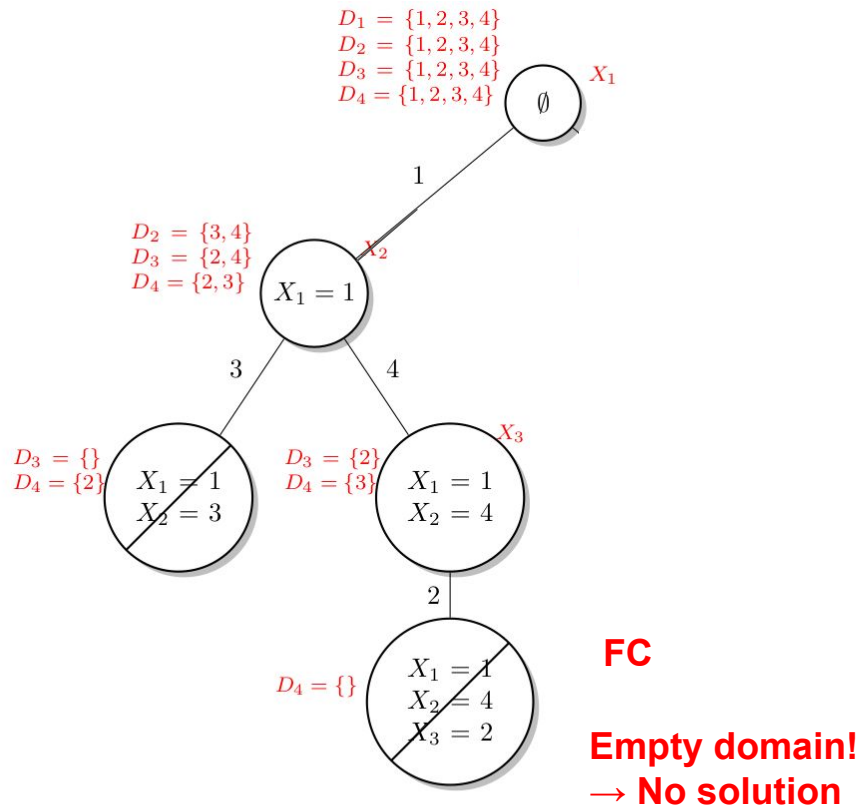 D₁ = {1, 2, 3, 4}
D₂ = {1, 2, 3, 4}
D₃ = {1, 2, 3, 4}
D₄ = {1, 2, 3, 4}
X₁
∅
1
D₂ = {3, 4}
D₃ = {2, 4}
D₄ = {2, 3}
X₂
X₁ = 1
3
4
D₃ = {}
D₄ = {2}
X₁ = 1
X₂ = 3
D₃ = {2}
D₄ = {3}
X₃
X₁ = 1
X₂ = 4
2
D₄ = {}
X₁ = 1
X₂ = 4
X₃ = 2
FC
Empty domain!
→ No solution